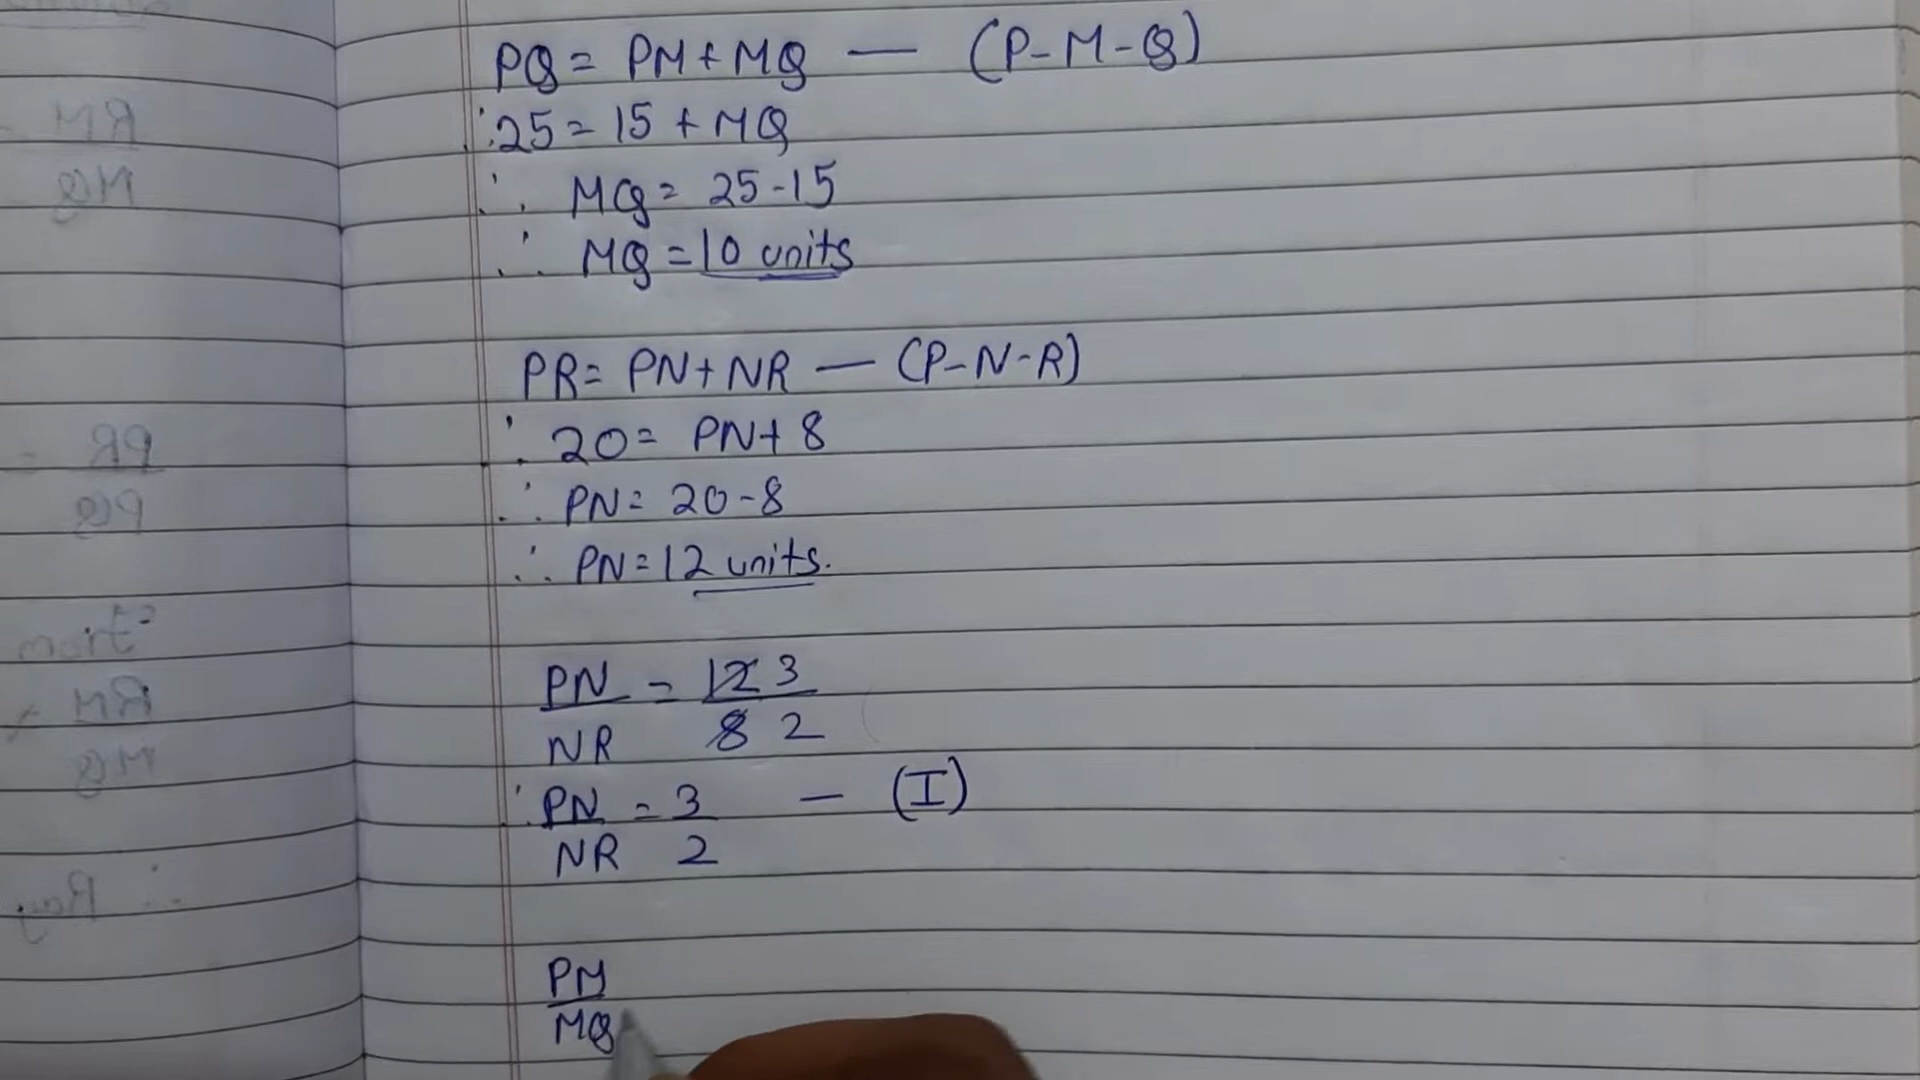 PQ = PM + MQ — (P-M-Q)
∴ 25 = 15 + MQ
∴ MQ = 25-15
∴ MQ = 10 units
PR = PN + NR — (P-N-R)
∴ 20 = PN + 8
∴ PN = 20-8
∴ PN = 12 units.
PN = 12 3
NR 8 2
∴ PN = 3 — (I)
NR 2
PM
MQ